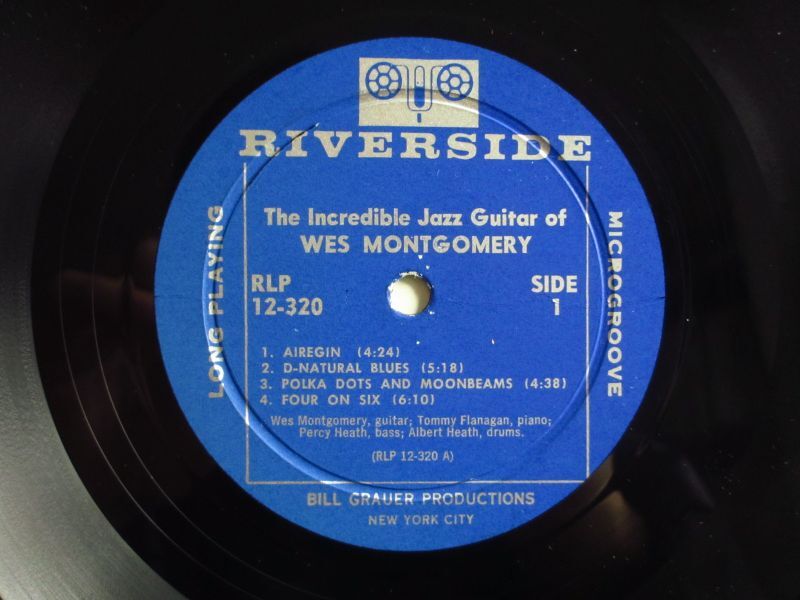 RIVERSIDE
The Incredible Jazz Guitar of
WES MONTGOMERY
LONG PLAYING
MICROGROOVE
RLP
12-320
SIDE
1
1. AIREGIN (4:24)
2. D-NATURAL BLUES (5:18)
3. POLKA DOTS AND MOONBEAMS (4:38)
4. FOUR ON SIX (6:10)
Wes Montgomery, guitar; Tommy Flanagan, piano;
Percy Heath, bass; Albert Heath, drums.
(RLP 12-320 A)
BILL GRAUER PRODUCTIONS
NEW YORK CITY